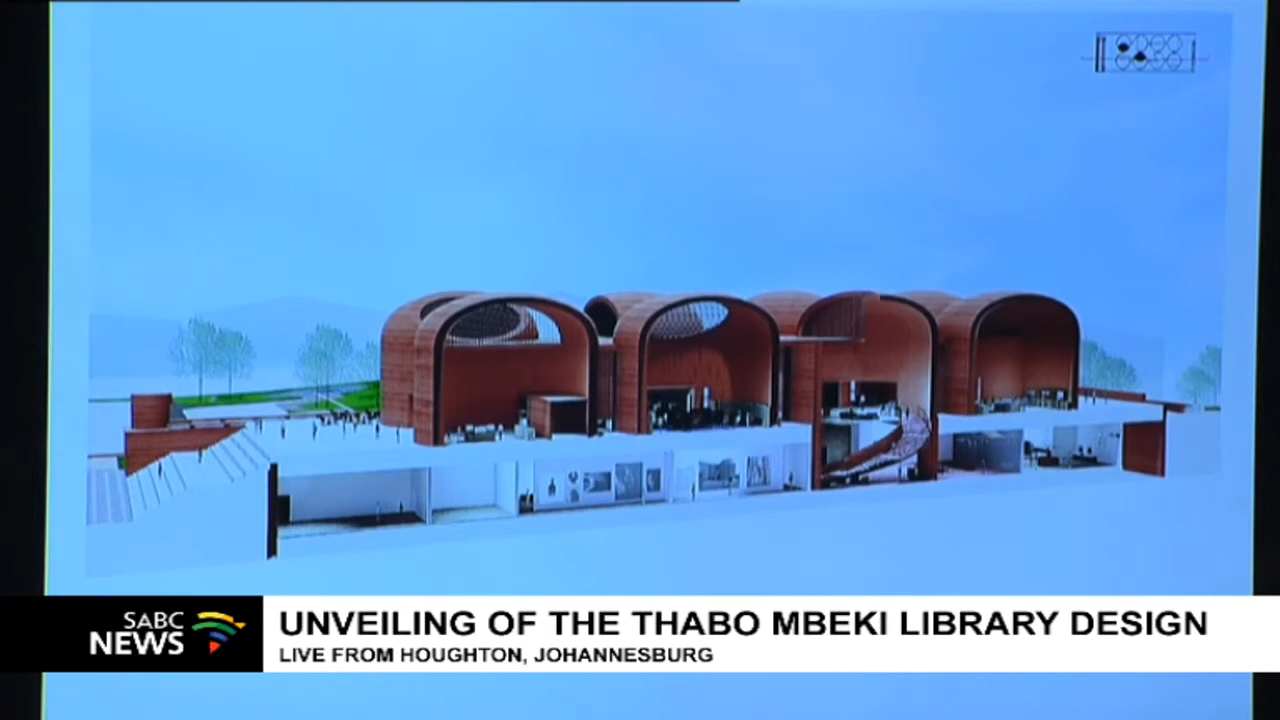 SABC
NEWS
UNVEILING OF THE THABO MBEKI LIBRARY DESIGN
LIVE FROM HOUGHTON, JOHANNESBURG